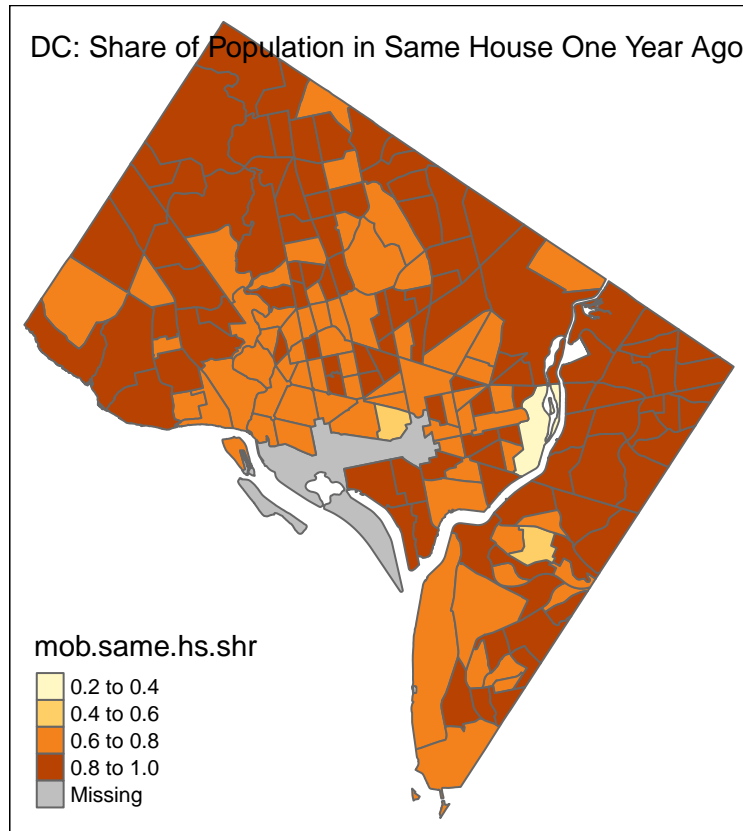 DC: Share of Population in Same House One Year Ago
mob.same.hs.shr
0.2 to 0.4
0.4 to 0.6
0.6 to 0.8
0.8 to 1.0
Missing